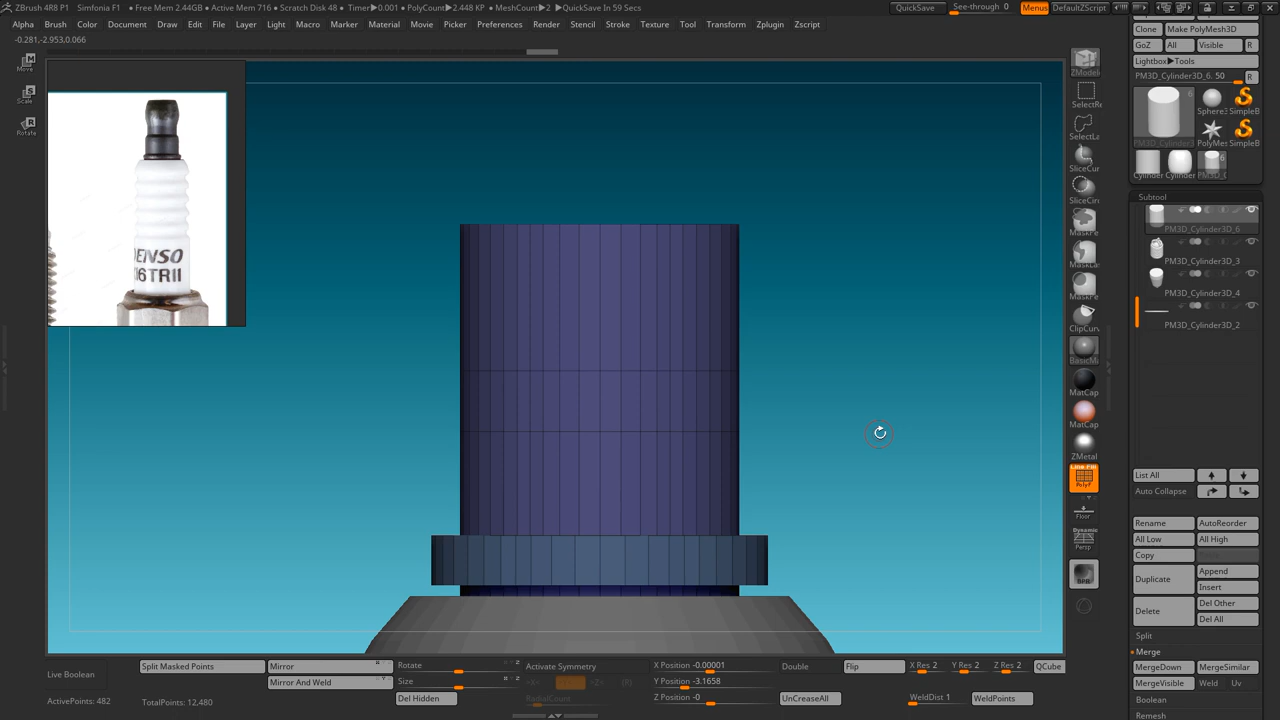 ZBrush 4R8 P1 Simfonia F1 • Free Mem 2.44GB • Active Mem 716 • Scratch Disk 48 • Timer▶0.001 • PolyCount▶2.448 KP • MeshCount▶2 ▶QuickSave In 59 Secs QuickSave See-through 0 Menus DefaultZScript
Alpha Brush Color Document Draw Edit File Layer Light Macro Marker Material Movie Picker Preferences Render Stencil Stroke Texture Tool Transform Zplugin Zscript
-0.281,-2.953,0.066
Move
Scale
Rotate
DENSO
16TRII
ZModel
SelectRe
SelectLa
SliceCur
SliceCirc
MaskPe
MaskLas
MaskRe
ClipCurv
BasicMa
MatCap
MatCap
ZMetal
Line Fill
PolyF
Floor
Dynamic
Persp
BPR
Clone Make PolyMesh3D
GoZ All Visible R
Lightbox▶Tools
PM3D_Cylinder3D_6. 50 R
6
PM3D_Cylinder3
Sphere3 SimpleB
PolyMes SimpleB
6
Cylinder Cylinder PM3D_C
Subtool
PM3D_Cylinder3D_6
PM3D_Cylinder3D_3
PM3D_Cylinder3D_4
PM3D_Cylinder3D_2
List All
Auto Collapse
Rename AutoReorder
All Low All High
Copy
Duplicate Append
Insert
Delete Del Other
Del All
Split
Merge
MergeDown MergeSimilar
MergeVisible Weld Uv
Boolean
Remesh
Live Boolean
Split Masked Points Mirror
Mirror And Weld
Rotate
Size
Del Hidden
Activate Symmetry
>X< >Z< (R)
RadialCount
X Position -0.00001
Y Position -3.1658
Z Position -0
Double Flip
UnCreaseAll
X Res 2 Y Res 2 Z Res 2 QCube
WeldDist 1 WeldPoints
ActivePoints: 482 TotalPoints: 12,480